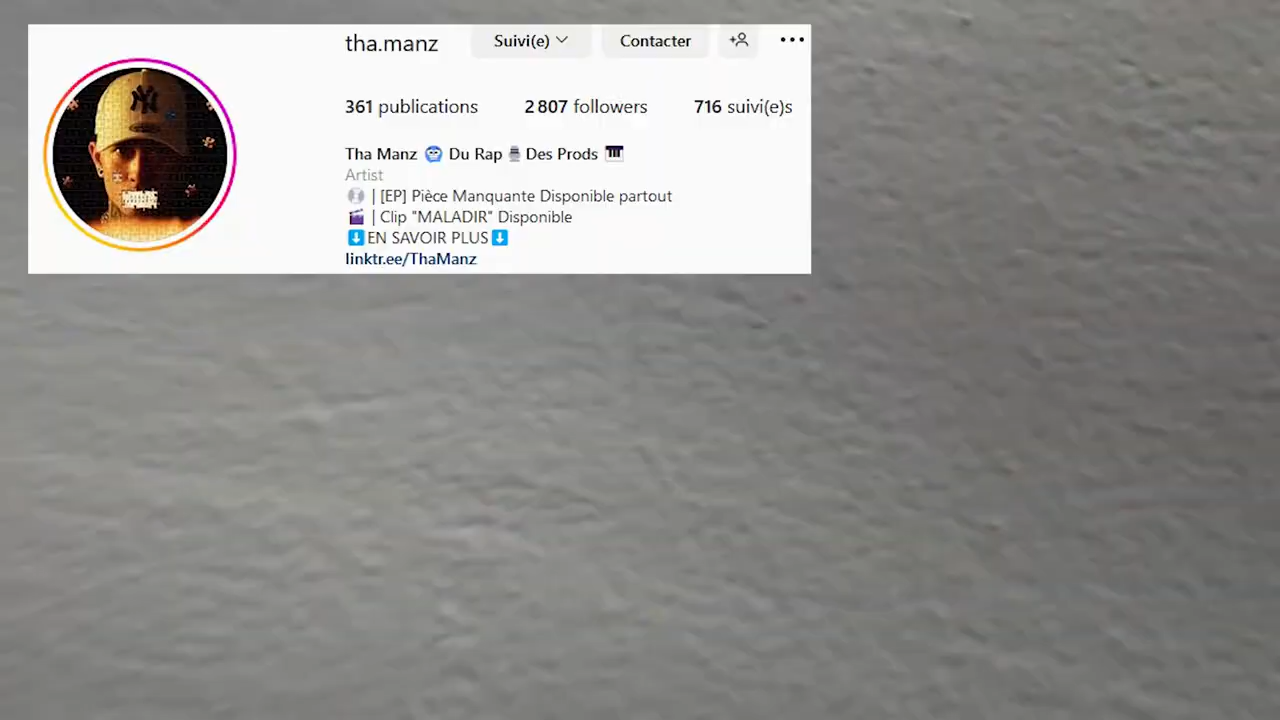 tha.manz Suivi(e) Contacter
361 publications 2 807 followers 716 suivi(e)s
Tha Manz 🥶 Du Rap 🎙️ Des Prods 🎹
Artist
💿 | [EP] Pièce Manquante Disponible partout
🎬 | Clip "MALADIR" Disponible
⬇️EN SAVOIR PLUS⬇️
linktr.ee/ThaManz
NY